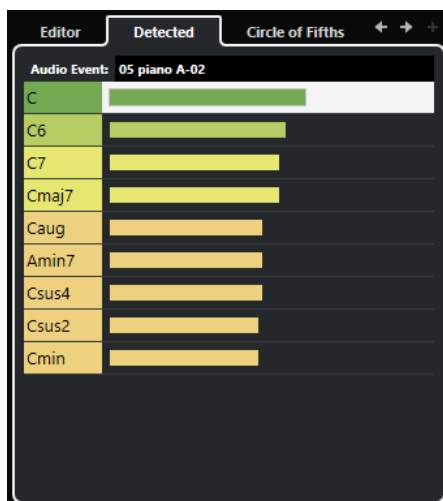 Editor Detected Circle of Fifths
Audio Event: 05 piano A-02
C
C6
C7
Cmaj7
Caug
Amin7
Csus4
Csus2
Cmin